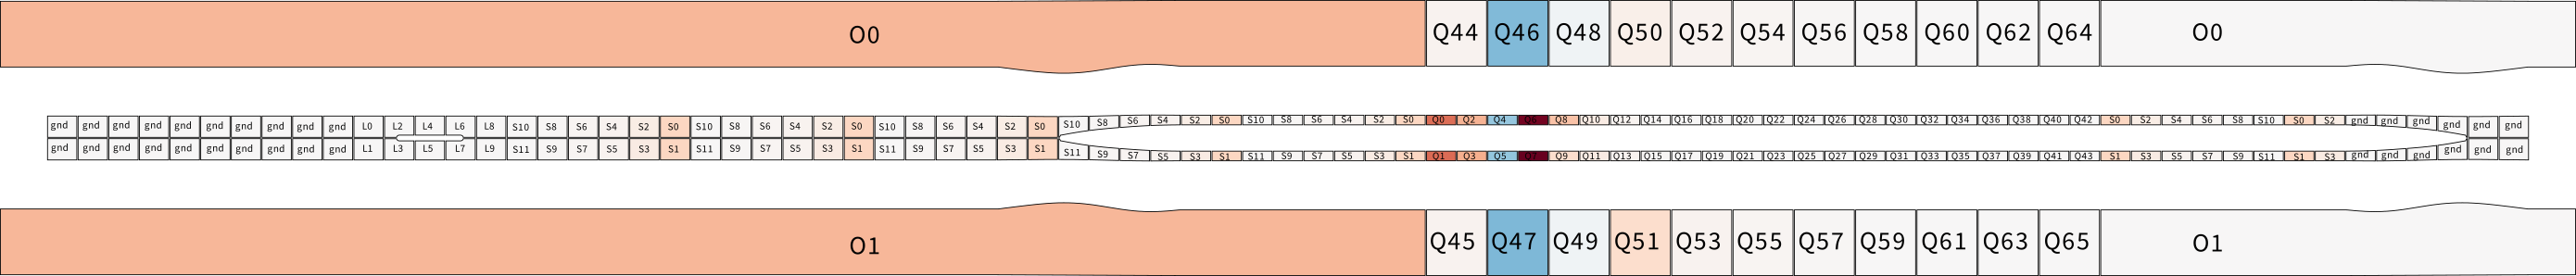 O0 Q44 Q46 Q48 Q50 Q52 Q54 Q56 Q58 Q60 Q62 Q64 O0
gnd gnd gnd gnd gnd gnd gnd gnd gnd gnd L0 L2 L4 L6 L8 S10 S8 S6 S4 S2 S0 S10 S8 S6 S4 S2 S0 S10 S8 S6 S4 S2 S0 S10 S8 S6 S4 S2 S0 S10 S8 S6 S4 S2 S0 Q0 Q2 Q4 Q6 Q8 Q10 Q12 Q14 Q16 Q18 Q20 Q22 Q24 Q26 Q28 Q30 Q32 Q34 Q36 Q38 Q40 Q42 S0 S2 S4 S6 S8 S10 S0 S2 gnd gnd gnd gnd gnd gnd
gnd gnd gnd gnd gnd gnd gnd gnd gnd gnd L1 L3 L5 L7 L9 S11 S9 S7 S5 S3 S1 S11 S9 S7 S5 S3 S1 S11 S9 S7 S5 S3 S1 S11 S9 S7 S5 S3 S1 S11 S9 S7 S5 S3 S1 Q1 Q3 Q5 Q7 Q9 Q11 Q13 Q15 Q17 Q19 Q21 Q23 Q25 Q27 Q29 Q31 Q33 Q35 Q37 Q39 Q41 Q43 S1 S3 S5 S7 S9 S11 S1 S3 gnd gnd gnd gnd gnd gnd
O1 Q45 Q47 Q49 Q51 Q53 Q55 Q57 Q59 Q61 Q63 Q65 O1